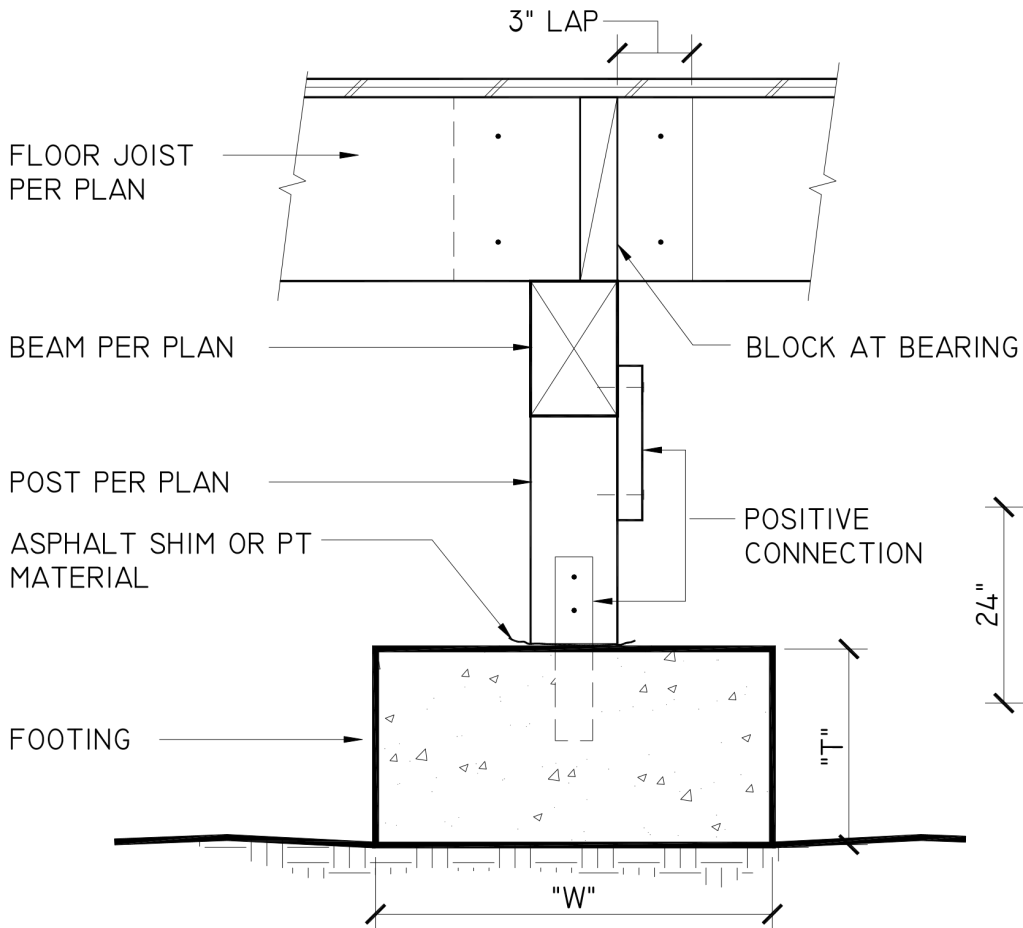 3" LAP
FLOOR JOIST
PER PLAN
BEAM PER PLAN
BLOCK AT BEARING
POST PER PLAN
ASPHALT SHIM OR PT
MATERIAL
POSITIVE
CONNECTION
24"
FOOTING
"T"
"W"